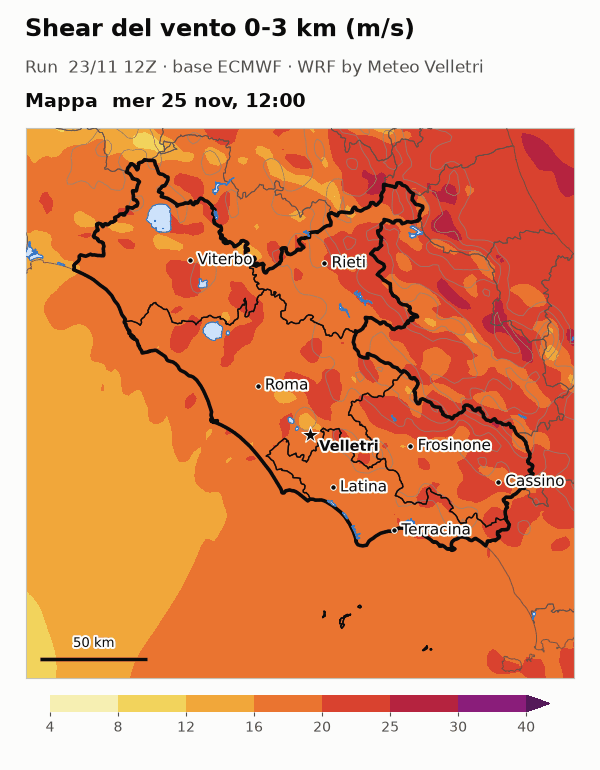 Shear del vento 0-3 km (m/s)
Run  23/11 12Z · base ECMWF · WRF by Meteo Velletri
Mappa  mer 25 nov, 12:00
Viterbo
Rieti
Roma
Velletri
Frosinone
Latina
Cassino
Terracina
50 km
4 8 12 16 20 25 30 40